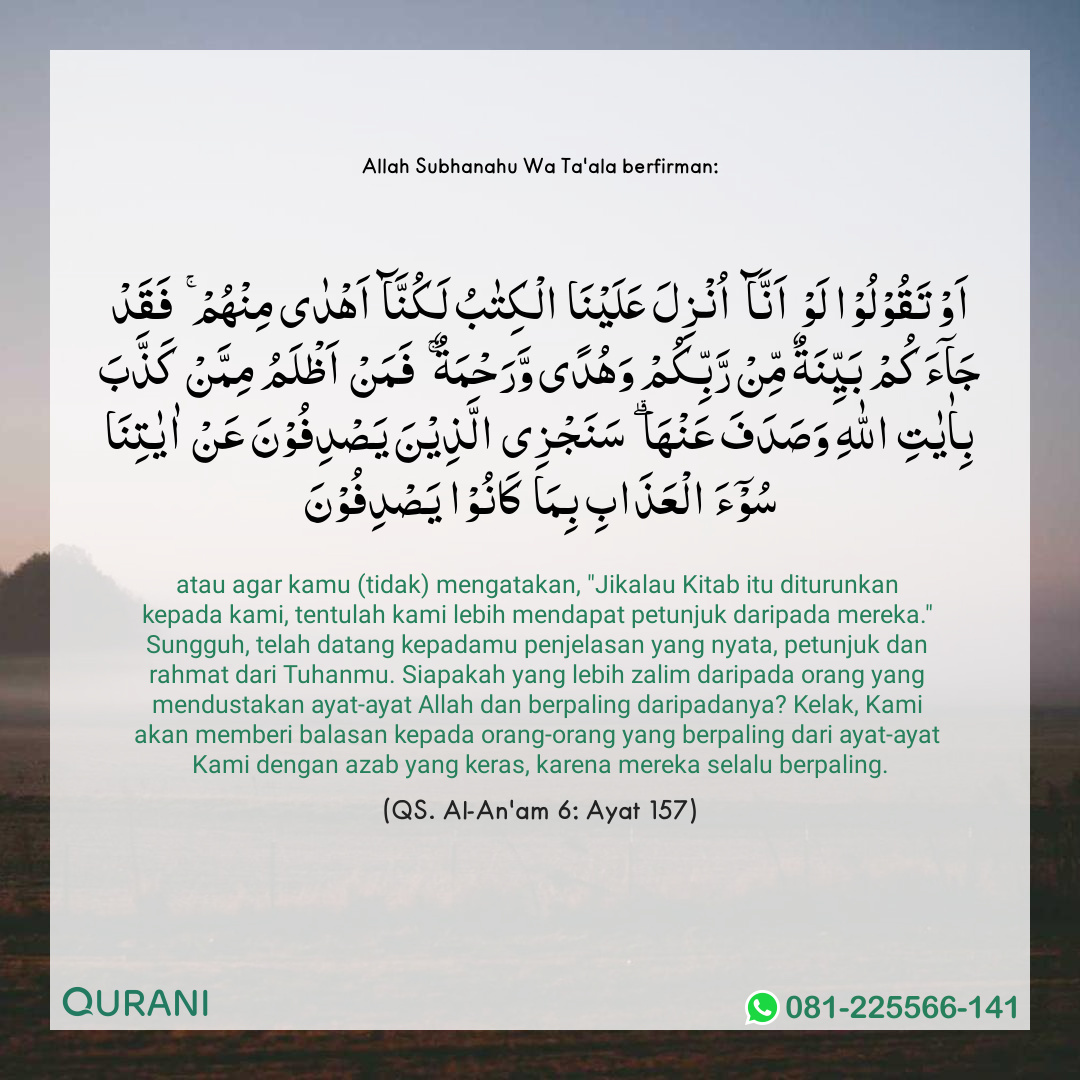 Allah Subhanahu Wa Ta'ala berfirman:
اَوْ تَقُوْلُوْا لَوْ اَنَّاۤ اُنْزِلَ عَلَيْنَا الْكِتٰبُ لَكُنَّاۤ اَهْدٰى مِنْهُمْ ۚ فَقَدْ
جَآءَكُمْ بَيِّنَةٌ مِّنْ رَّبِّكُمْ وَهُدًى وَّرَحْمَةٌ ۚ فَمَنْ اَظْلَمُ مِمَّنْ كَذَّبَ
بِاٰيٰتِ اللّٰهِ وَصَدَفَ عَنْهَا ۗ سَنَجْزِى الَّذِيْنَ يَصْدِفُوْنَ عَنْ اٰيٰتِنَا
سُوْٓءَ الْعَذَابِ بِمَا كَانُوْا يَصْدِفُوْنَ
atau agar kamu (tidak) mengatakan, "Jikalau Kitab itu diturunkan
kepada kami, tentulah kami lebih mendapat petunjuk daripada mereka."
Sungguh, telah datang kepadamu penjelasan yang nyata, petunjuk dan
rahmat dari Tuhanmu. Siapakah yang lebih zalim daripada orang yang
mendustakan ayat-ayat Allah dan berpaling daripadanya? Kelak, Kami
akan memberi balasan kepada orang-orang yang berpaling dari ayat-ayat
Kami dengan azab yang keras, karena mereka selalu berpaling.
(QS. Al-An'am 6: Ayat 157)
QURANI
081-225566-141